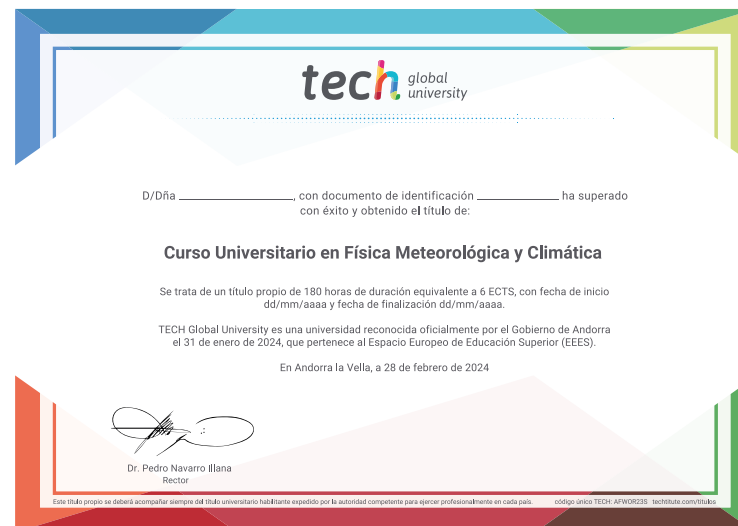 tech global university
D/Dña ___________________, con documento de identificación ______________ ha superado
con éxito y obtenido el título de:
Curso Universitario en Física Meteorológica y Climática
Se trata de un título propio de 180 horas de duración equivalente a 6 ECTS, con fecha de inicio
dd/mm/aaaa y fecha de finalización dd/mm/aaaa.
TECH Global University es una universidad reconocida oficialmente por el Gobierno de Andorra
el 31 de enero de 2024, que pertenece al Espacio Europeo de Educación Superior (EEES).
En Andorra la Vella, a 28 de febrero de 2024
Dr. Pedro Navarro Illana
Rector
Este título propio se deberá acompañar siempre del título universitario habilitante expedido por la autoridad competente para ejercer profesionalmente en cada país. código único TECH: AFWOR23S techtitute.com/títulos